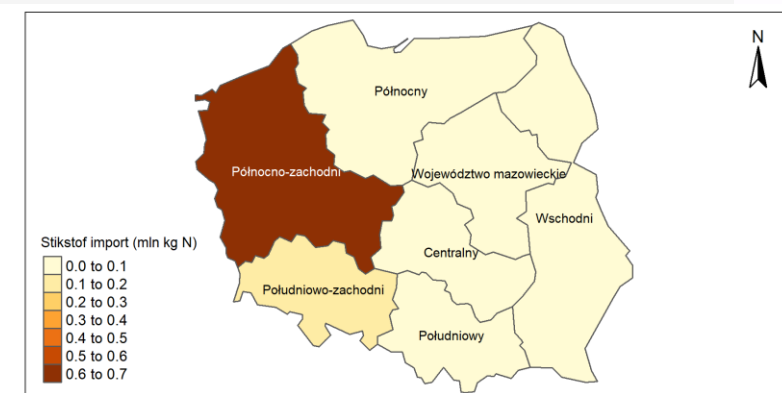 N
Północny
Północno-zachodni
Województwo mazowieckie
Wschodni
Centralny
Południowo-zachodni
Południowy
Stikstof import (mln kg N)
0.0 to 0.1
0.1 to 0.2
0.2 to 0.3
0.3 to 0.4
0.4 to 0.5
0.5 to 0.6
0.6 to 0.7